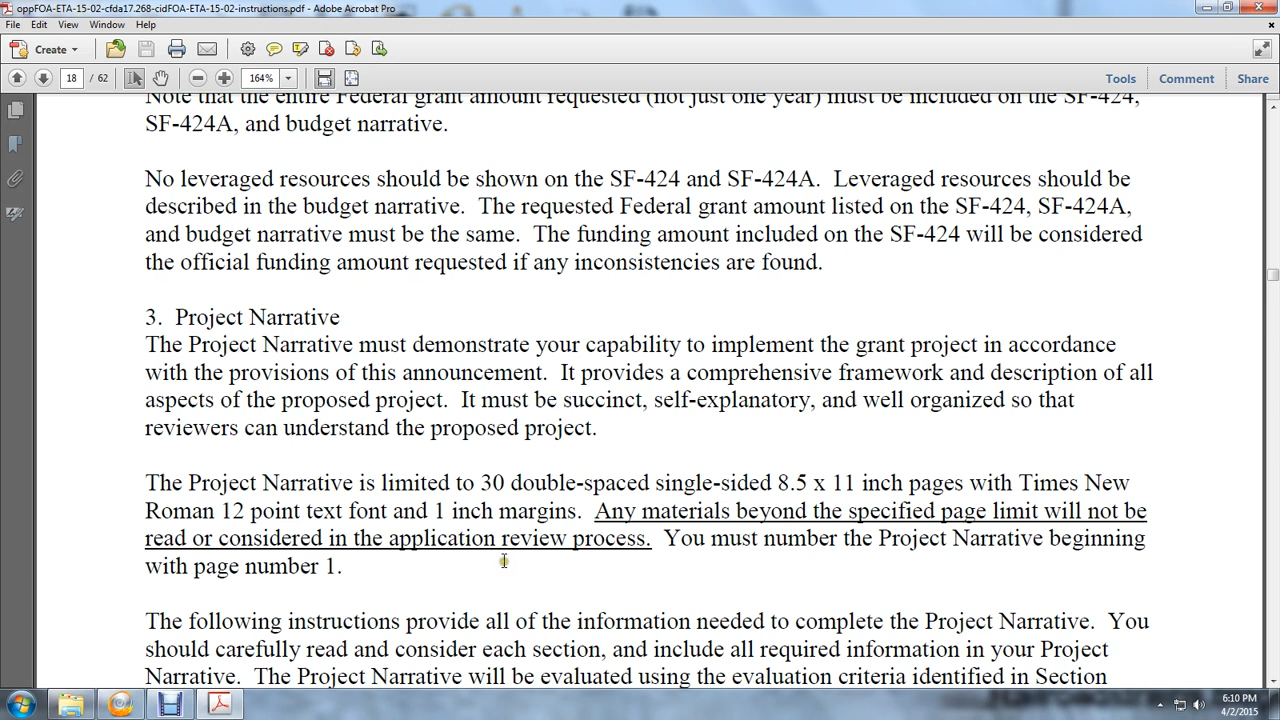 oppFOA-ETA-15-02-cfda17.268-cidFOA-ETA-15-02-instructions.pdf - Adobe Acrobat Pro
File Edit View Window Help
Create
18 / 62 164% Tools Comment Share
Note that the entire Federal grant amount requested (not just one year) must be included on the SF-424,
SF-424A, and budget narrative.
No leveraged resources should be shown on the SF-424 and SF-424A.  Leveraged resources should be
described in the budget narrative.  The requested Federal grant amount listed on the SF-424, SF-424A,
and budget narrative must be the same.  The funding amount included on the SF-424 will be considered
the official funding amount requested if any inconsistencies are found.
3.  Project Narrative
The Project Narrative must demonstrate your capability to implement the grant project in accordance
with the provisions of this announcement.  It provides a comprehensive framework and description of all
aspects of the proposed project.  It must be succinct, self-explanatory, and well organized so that
reviewers can understand the proposed project.
The Project Narrative is limited to 30 double-spaced single-sided 8.5 x 11 inch pages with Times New
Roman 12 point text font and 1 inch margins.  Any materials beyond the specified page limit will not be
read or considered in the application review process.  You must number the Project Narrative beginning
with page number 1.
The following instructions provide all of the information needed to complete the Project Narrative.  You
should carefully read and consider each section, and include all required information in your Project
Narrative.  The Project Narrative will be evaluated using the evaluation criteria identified in Section
6:10 PM
4/2/2015